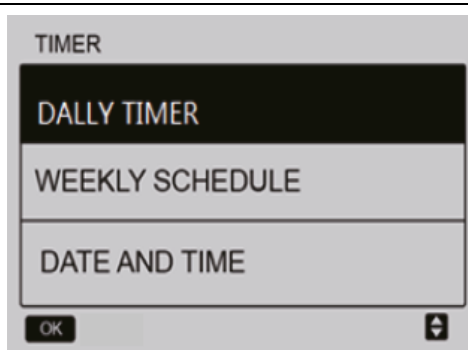 TIMER
DALLY TIMER
WEEKLY SCHEDULE
DATE AND TIME
OK